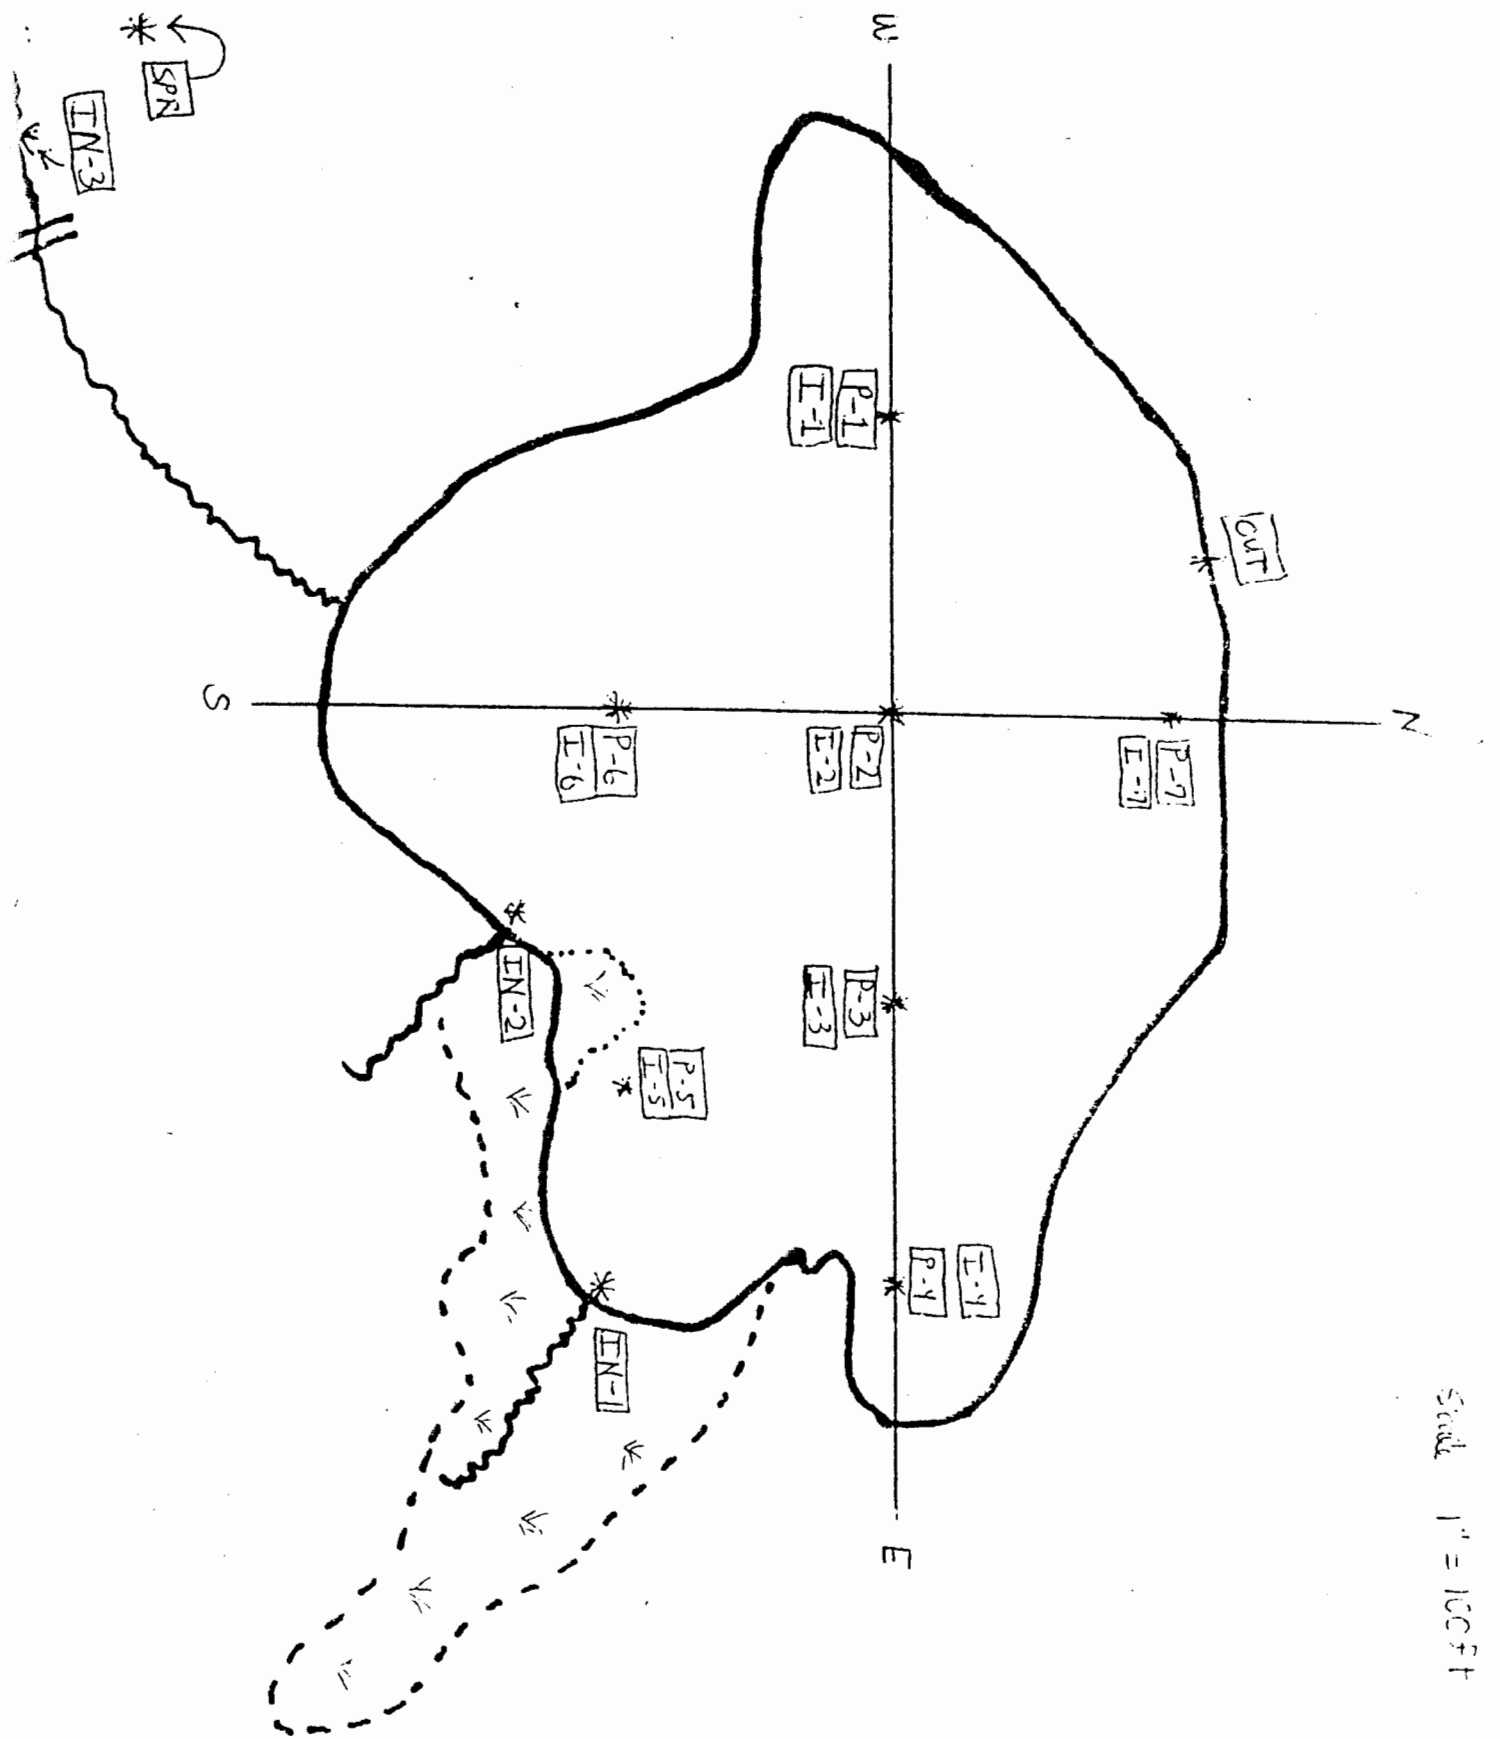 N
Scale 1" = 100 ft
OUT
P-7
I-7
W
E
P-1
I-1
P-2
I-2
P-3
I-3
I-4
P-4
P-6
I-6
P-5
I-5
IN-1
IN-2
S
SPR
IN-3